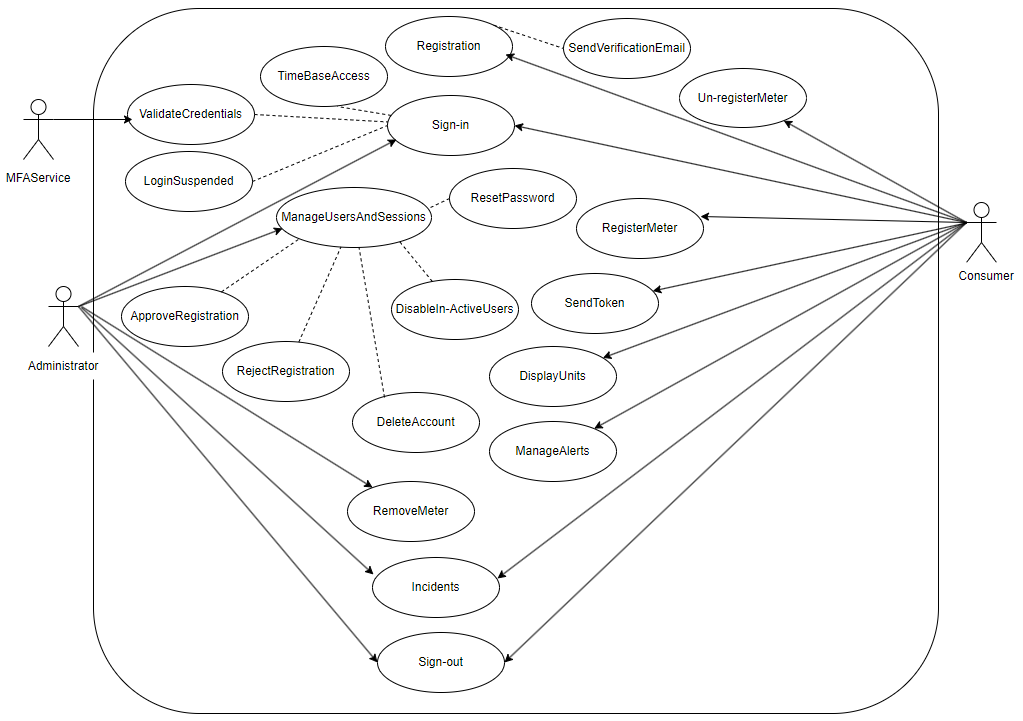 Registration
SendVerificationEmail
TimeBaseAccess
Un-registerMeter
ValidateCredentials
Sign-in
MFAService
LoginSuspended
ResetPassword
ManageUsersAndSessions
RegisterMeter
Consumer
SendToken
DisableIn-ActiveUsers
ApproveRegistration
Administrator
RejectRegistration
DisplayUnits
DeleteAccount
ManageAlerts
RemoveMeter
Incidents
Sign-out